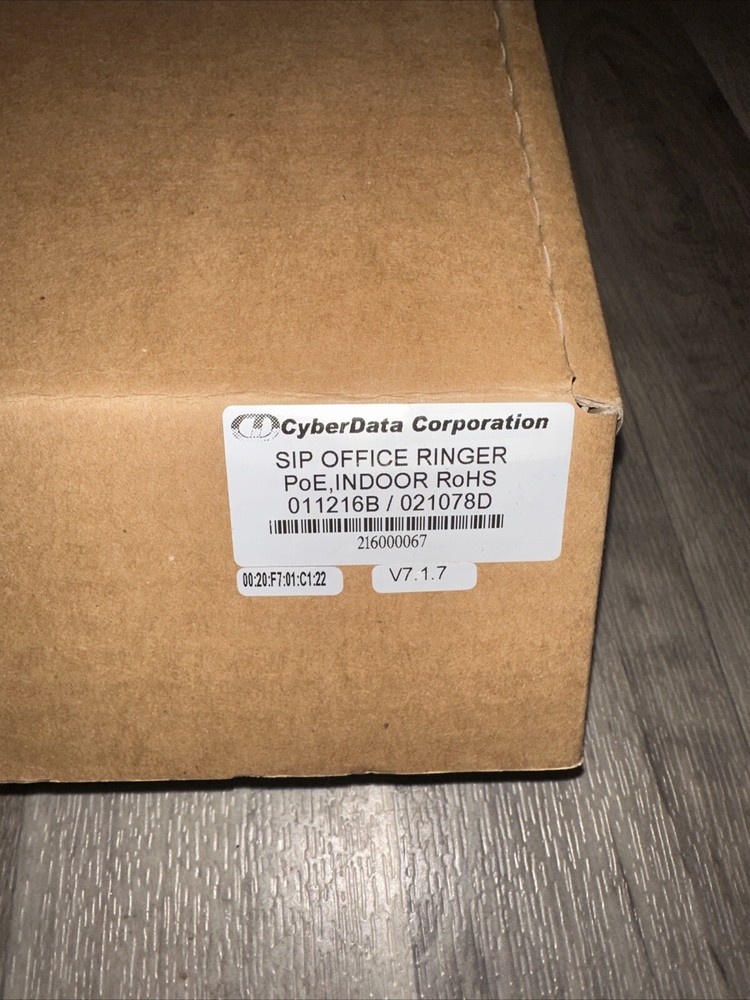 CyberData Corporation
SIP OFFICE RINGER
PoE,INDOOR RoHS
011216B / 021078D
216000067
00:20:F7:01:C1:22
V7.1.7